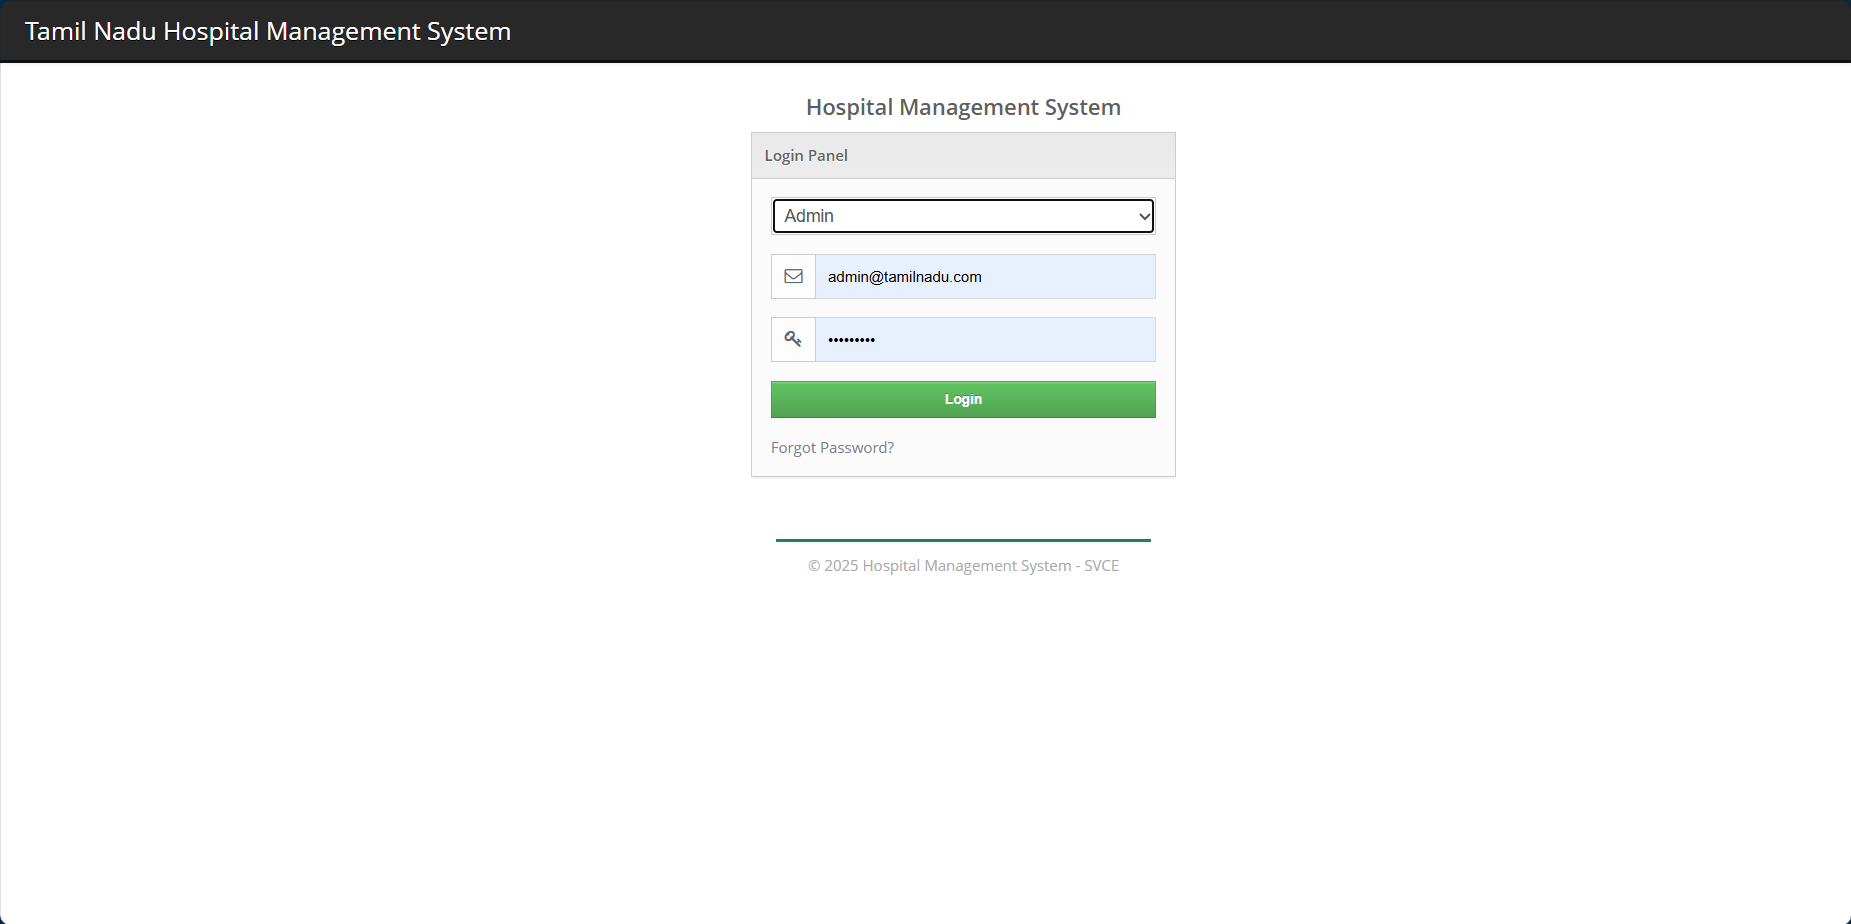 Tamil Nadu Hospital Management System
Hospital Management System
Login Panel
Admin
admin@tamilnadu.com
•••••••••
Login
Forgot Password?
© 2025 Hospital Management System - SVCE